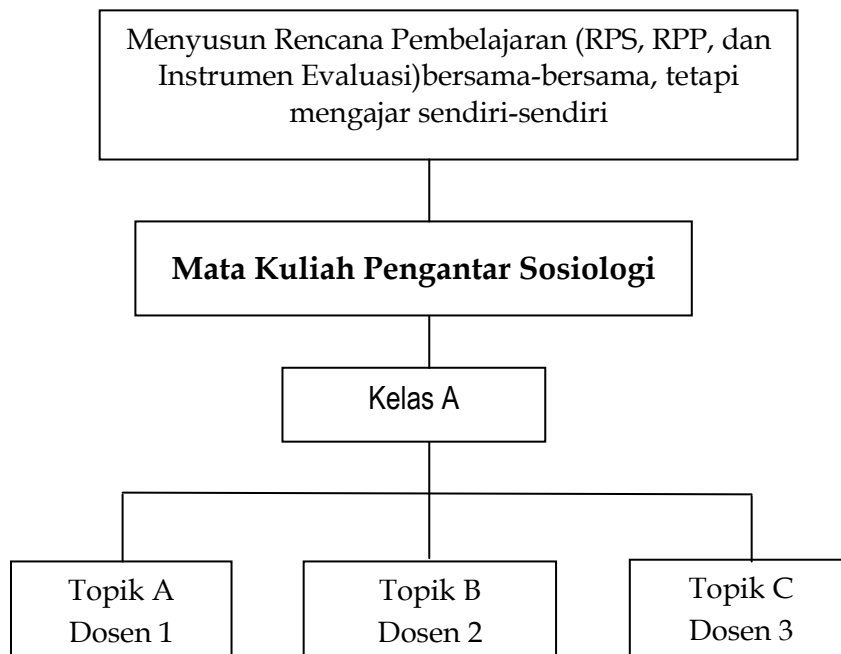 Menyusun Rencana Pembelajaran (RPS, RPP, dan
Instrumen Evaluasi)bersama-bersama, tetapi
mengajar sendiri-sendiri
Mata Kuliah Pengantar Sosiologi
Kelas A
Topik A
Dosen 1
Topik B
Dosen 2
Topik C
Dosen 3